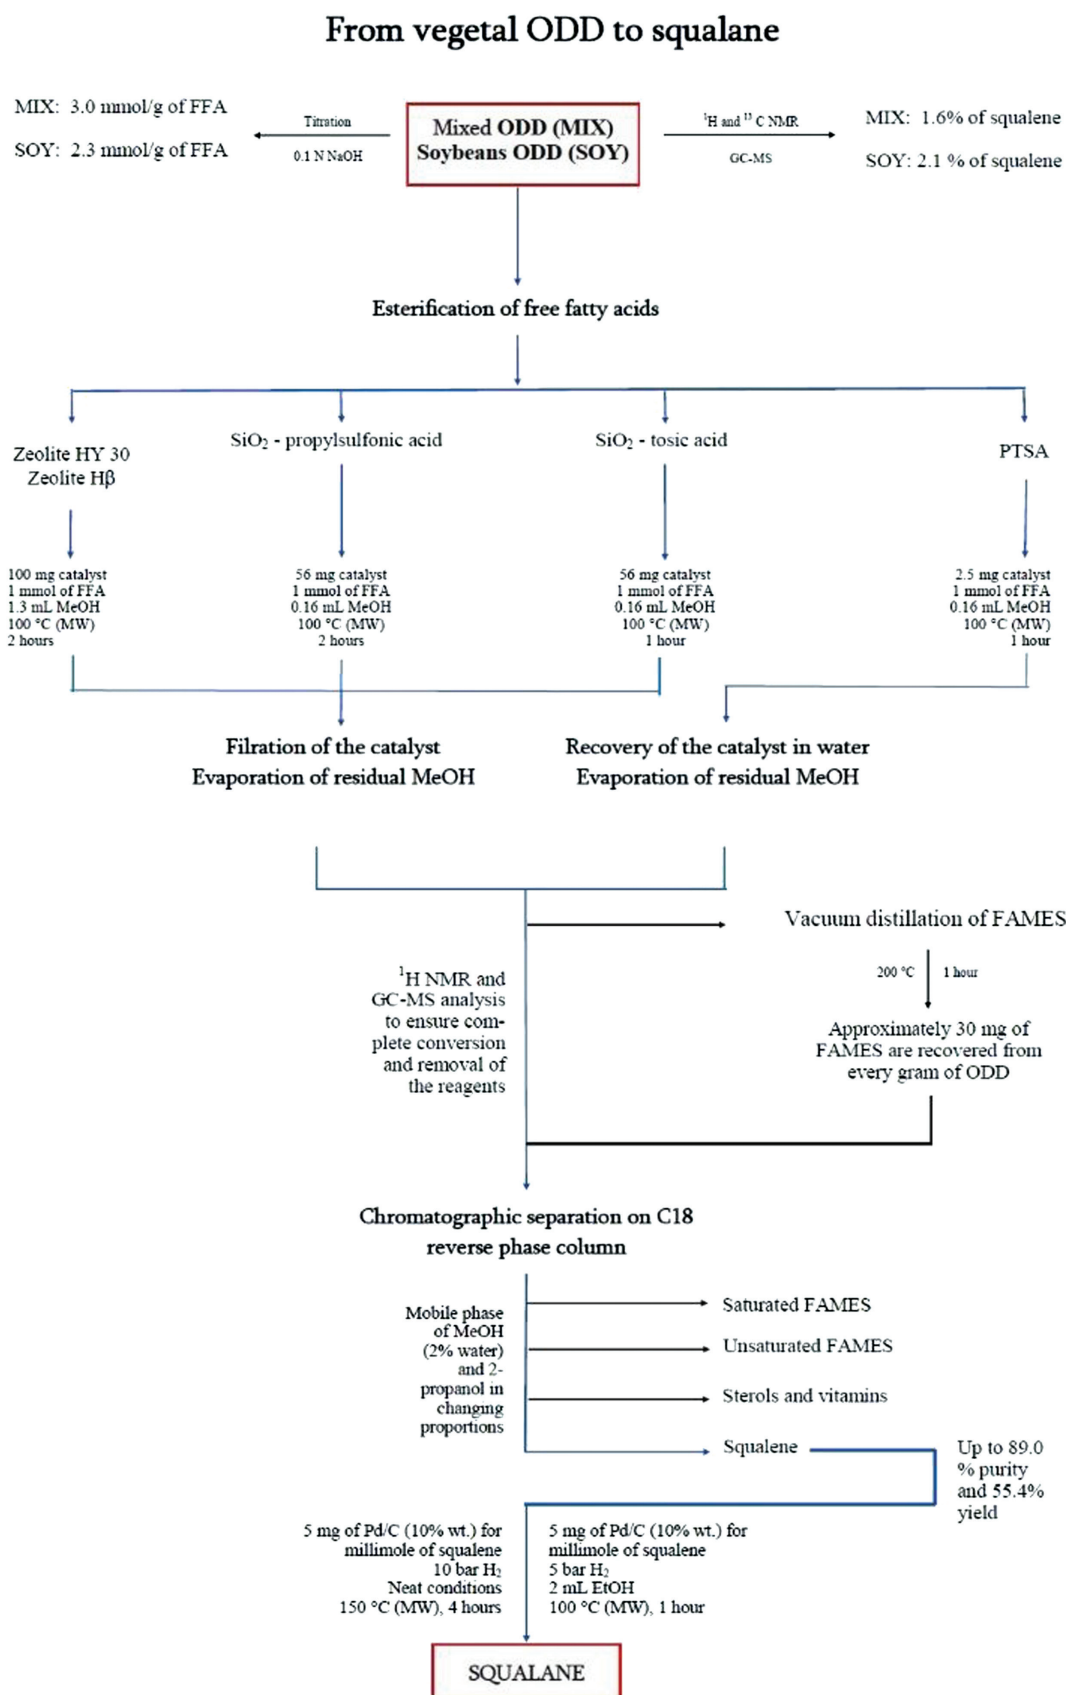 From vegetal ODD to squalane
MIX: 3.0 mmol/g of FFA
SOY: 2.3 mmol/g of FFA
Titration
0.1 N NaOH
Mixed ODD (MIX)
Soybeans ODD (SOY)
¹H and ¹³ C NMR
GC-MS
MIX: 1.6% of squalene
SOY: 2.1 % of squalene
Esterification of free fatty acids
Zeolite HY 30
Zeolite Hβ
SiO₂ - propylsulfonic acid
SiO₂ - tosic acid
PTSA
100 mg catalyst
1 mmol of FFA
1.3 mL MeOH
100 °C (MW)
2 hours
56 mg catalyst
1 mmol of FFA
0.16 mL MeOH
100 °C (MW)
2 hours
56 mg catalyst
1 mmol of FFA
0.16 mL MeOH
100 °C (MW)
1 hour
2.5 mg catalyst
1 mmol of FFA
0.16 mL MeOH
100 °C (MW)
1 hour
Filration of the catalyst
Evaporation of residual MeOH
Recovery of the catalyst in water
Evaporation of residual MeOH
Vacuum distillation of FAMES
200 °C
1 hour
Approximately 30 mg of
FAMES are recovered from
every gram of ODD
¹H NMR and
GC-MS analysis
to ensure com-
plete conversion
and removal of
the reagents
Chromatographic separation on C18
reverse phase column
Mobile phase
of MeOH
(2% water)
and 2-
propanol in
changing
proportions
Saturated FAMES
Unsaturated FAMES
Sterols and vitamins
Squalene
Up to 89.0
% purity
and 55.4%
yield
5 mg of Pd/C (10% wt.) for
millimole of squalene
10 bar H₂
Neat conditions
150 °C (MW), 4 hours
5 mg of Pd/C (10% wt.) for
millimole of squalene
5 bar H₂
2 mL EtOH
100 °C (MW), 1 hour
SQUALANE